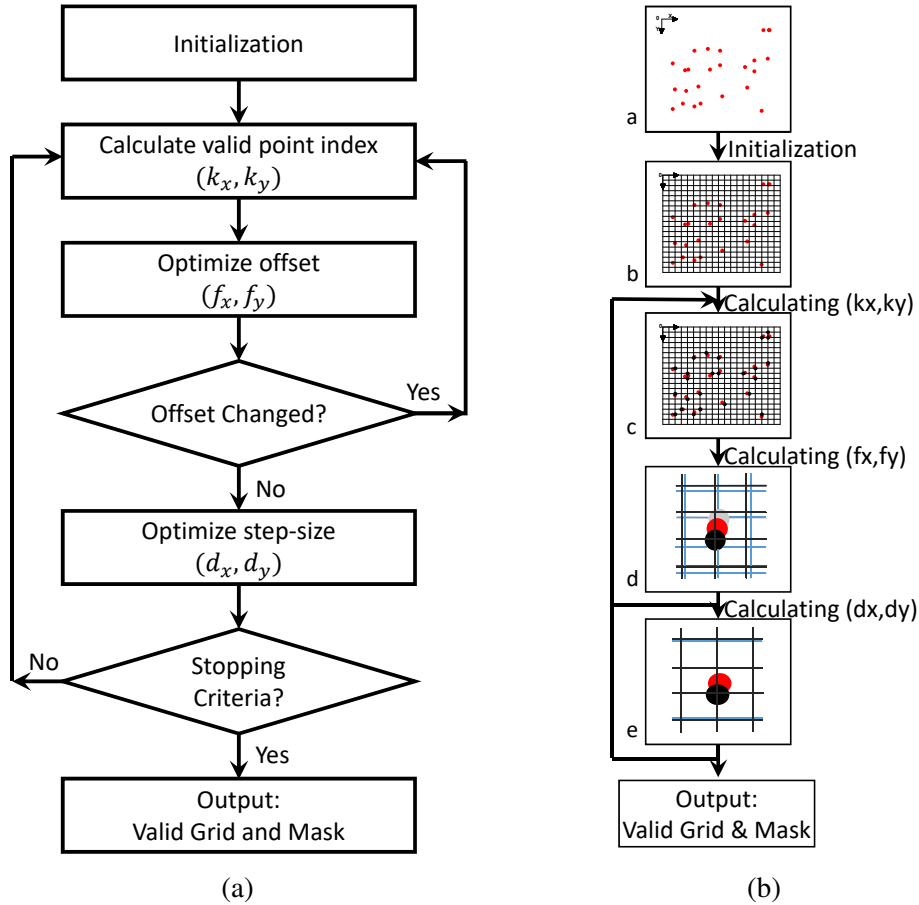 Initialization
Calculate valid point index
(k_x, k_y)
Optimize offset
(f_x, f_y)
Offset Changed?
Yes
No
Optimize step-size
(d_x, d_y)
No
Stopping
Criteria?
Yes
Output:
Valid Grid and Mask
(a)
a
Initialization
b
Calculating (kx,ky)
c
Calculating (fx,fy)
d
Calculating (dx,dy)
e
Output:
Valid Grid & Mask
(b)